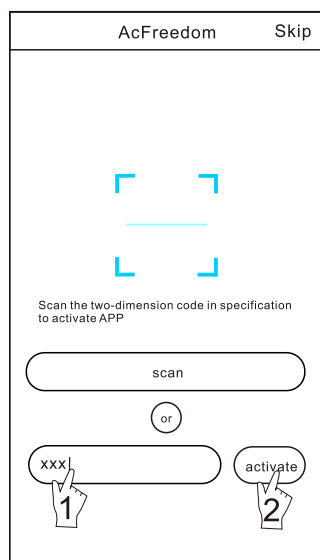 AcFreedom Skip
Scan the two-dimension code in specification
to activate APP
scan
or
xxx activate
1 2